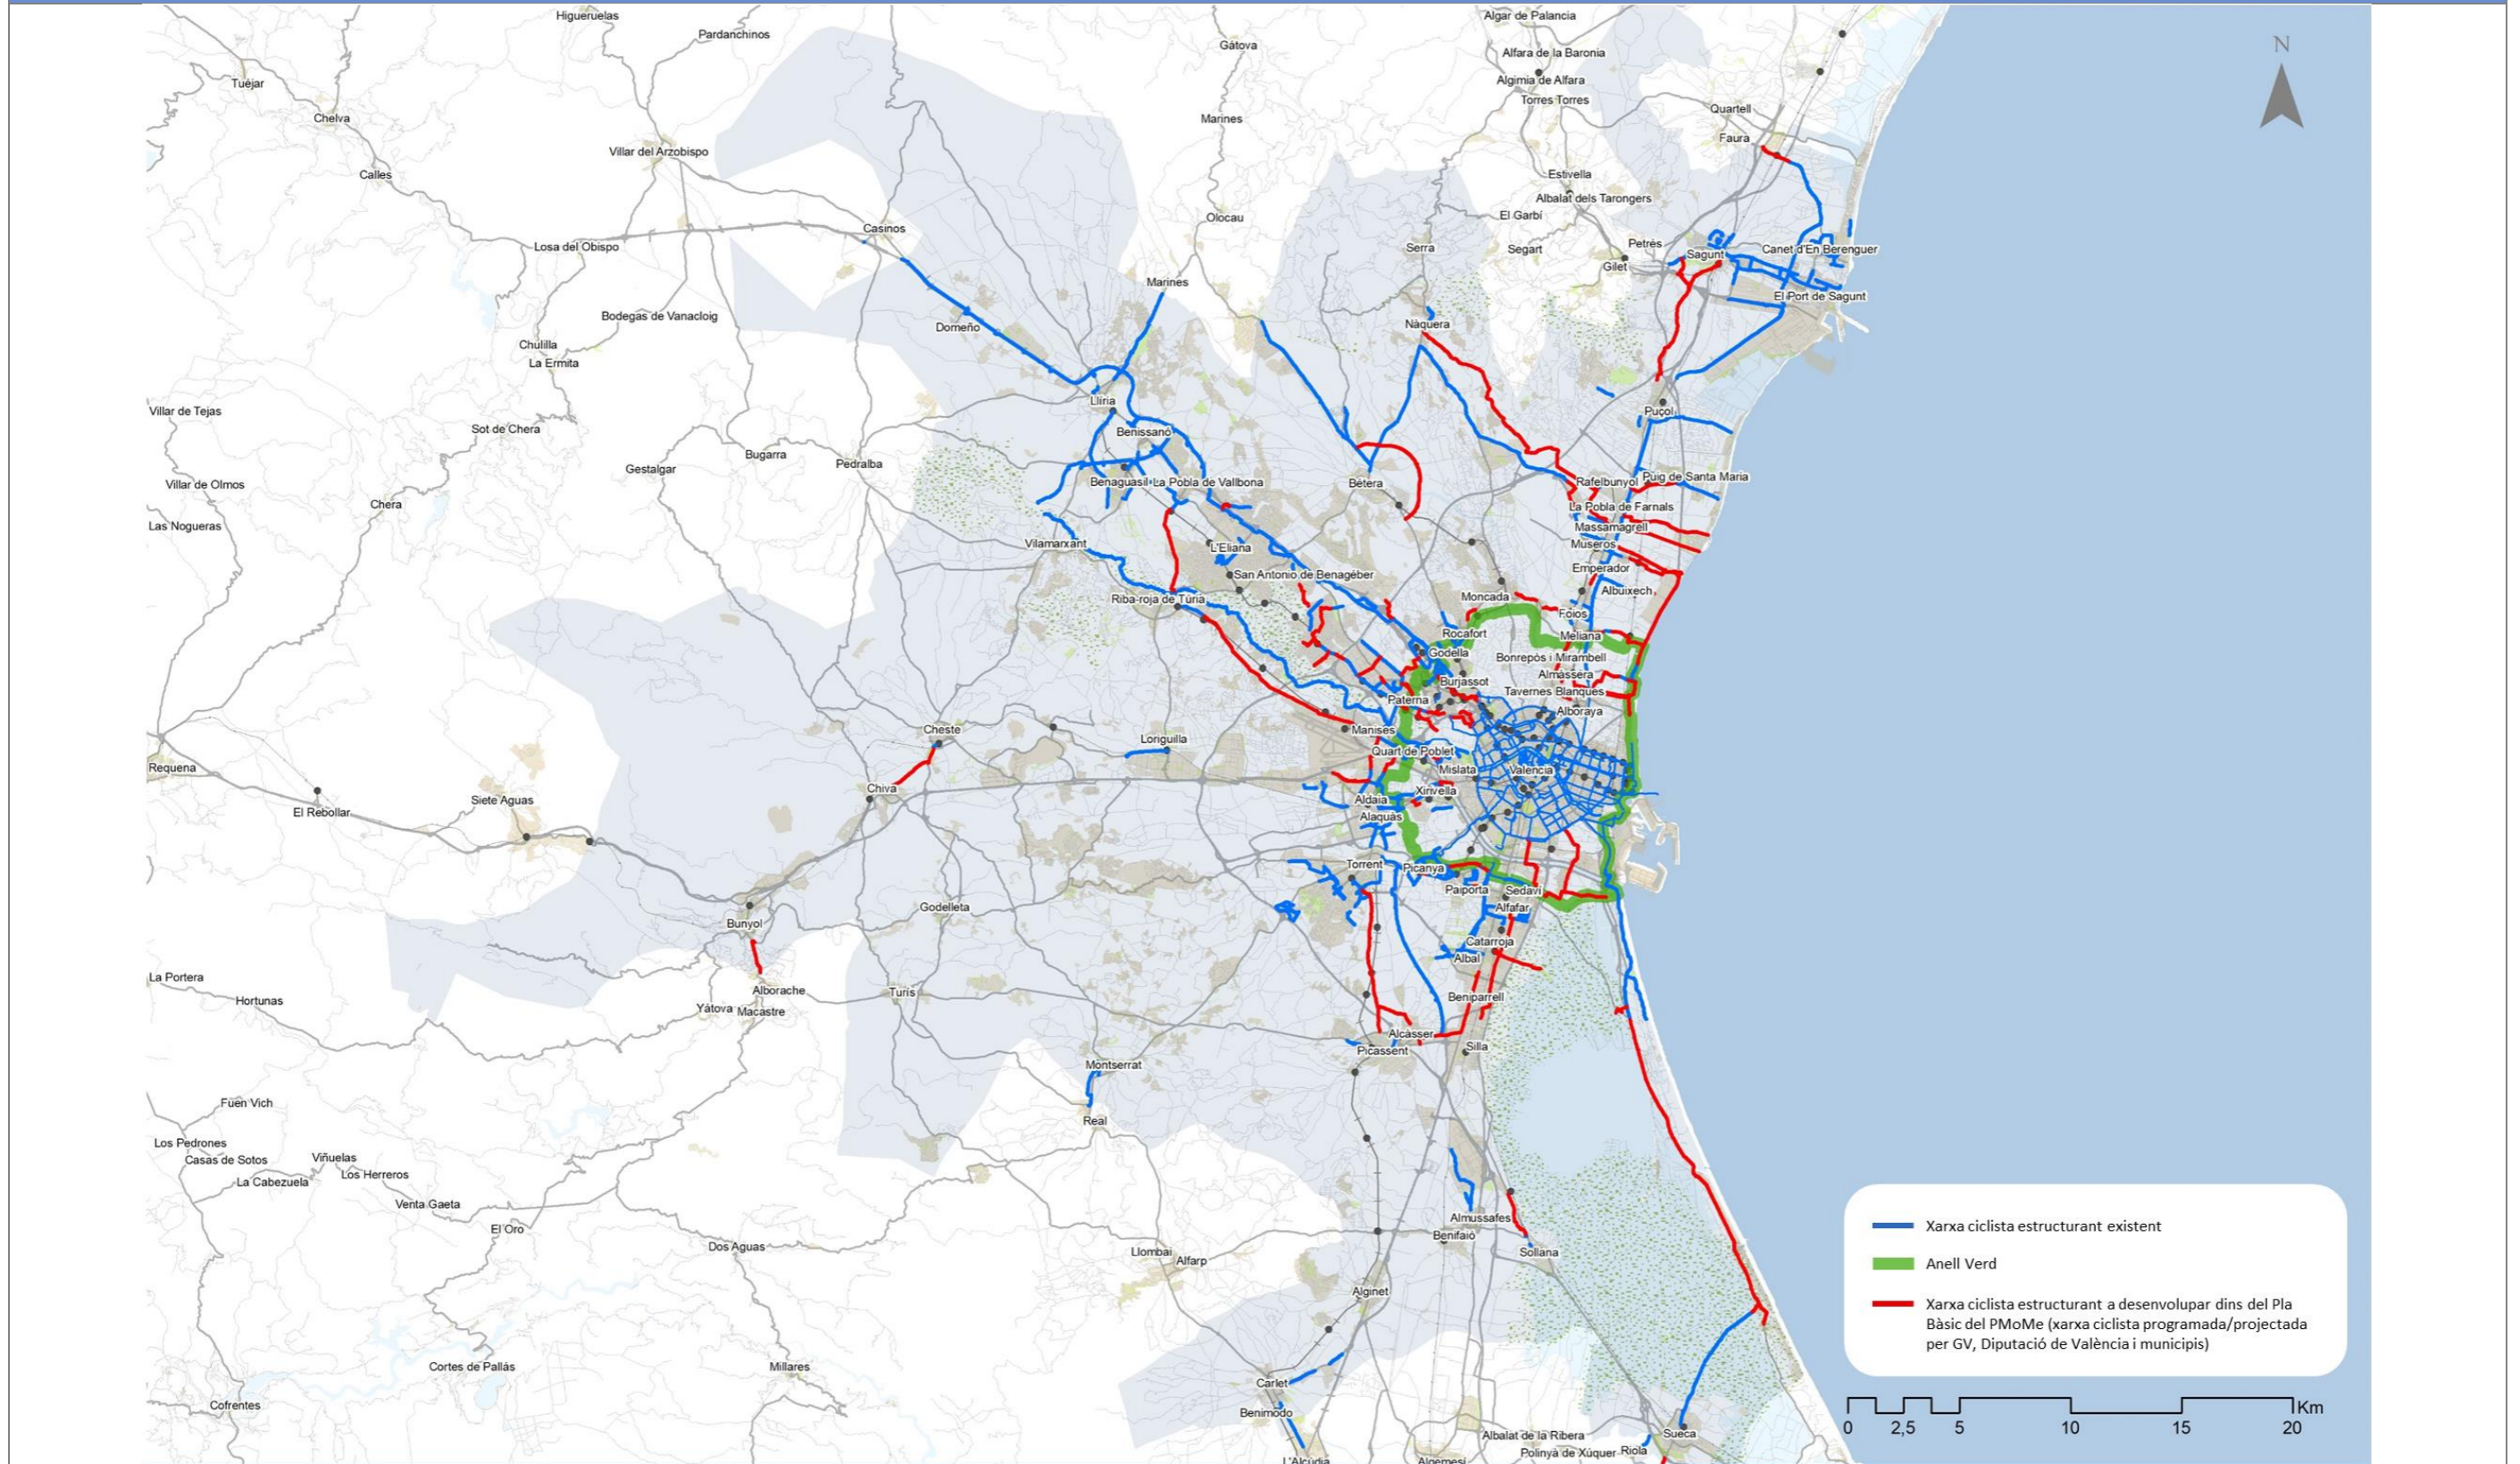 Higueruelas
Algar de Palancia
Pardanchinos
Gátova
N
Alfara de la Baronia
Tuéjar
Algimia de Alfara
Torres Torres
Quartell
Chelva
Marines
Faura
Villar del Arzobispo
Calles
Estivella
Albalat dels Tarongers
El Garbí
Olocau
Casinos
Losa del Obispo
Serra
Segart
Petrés
Canet d'En Berenguer
Sagunt
Gilet
Marines
El Port de Sagunt
Bodegas de Vanacloig
Domeño
Nàquera
Chulilla
La Ermita
Llíria
Villar de Tejas
Puçol
Sot de Chera
Benissanó
Bugarra
Pedralba
Gestalgar
Villar de Olmos
Benaguasil
La Pobla de Vallbona
Bétera
Rafelbunyol
Puig de Santa Maria
Chera
La Pobla de Farnals
Las Nogueras
Massamagrell
Vilamarxant
L'Eliana
Museros
San Antonio de Benagéber
Emperador
Albuixech
Riba-roja de Túria
Moncada
Foios
Rocafort
Meliana
Godella
Bonrepòs i Mirambell
Almàssera
Burjassot
Tavernes Blanques
Paterna
Alboraya
Cheste
Manises
Loriguilla
Quart de Poblet
Requena
Mislata
Valencia
Chiva
Siete Aguas
Aldaia
Xirivella
El Rebollar
Alaquàs
Torrent
Picanya
Paiporta
Sedaví
Godelleta
Alfafar
Bunyol
Catarroja
Albal
La Portera
Alborache
Turís
Beniparrell
Hortunas
Yátova
Macastre
Alcàsser
Picassent
Silla
Montserrat
Fuen Vich
Real
Los Pedrones
Casas de Sotos
Viñuelas
La Cabezuela
Los Herreros
Venta Gaeta
El Oro
Almussafes
Benifaió
Dos Aguas
Llombai
Alfarp
Sollana
Alginet
Cortes de Pallás
Millares
Carlet
Cofrentes
Benimodo
Albalat de la Ribera
Sueca
Polinyà de Xúquer
Riola
L'Alcúdia
Algemesí
Xarxa ciclista estructurant existent
Anell Verd
Xarxa ciclista estructurant a desenvolupar dins del Pla
Bàsic del PMoMe (xarxa ciclista programada/projectada
per GV, Diputació de València i municipis)
Km
0 2,5 5 10 15 20